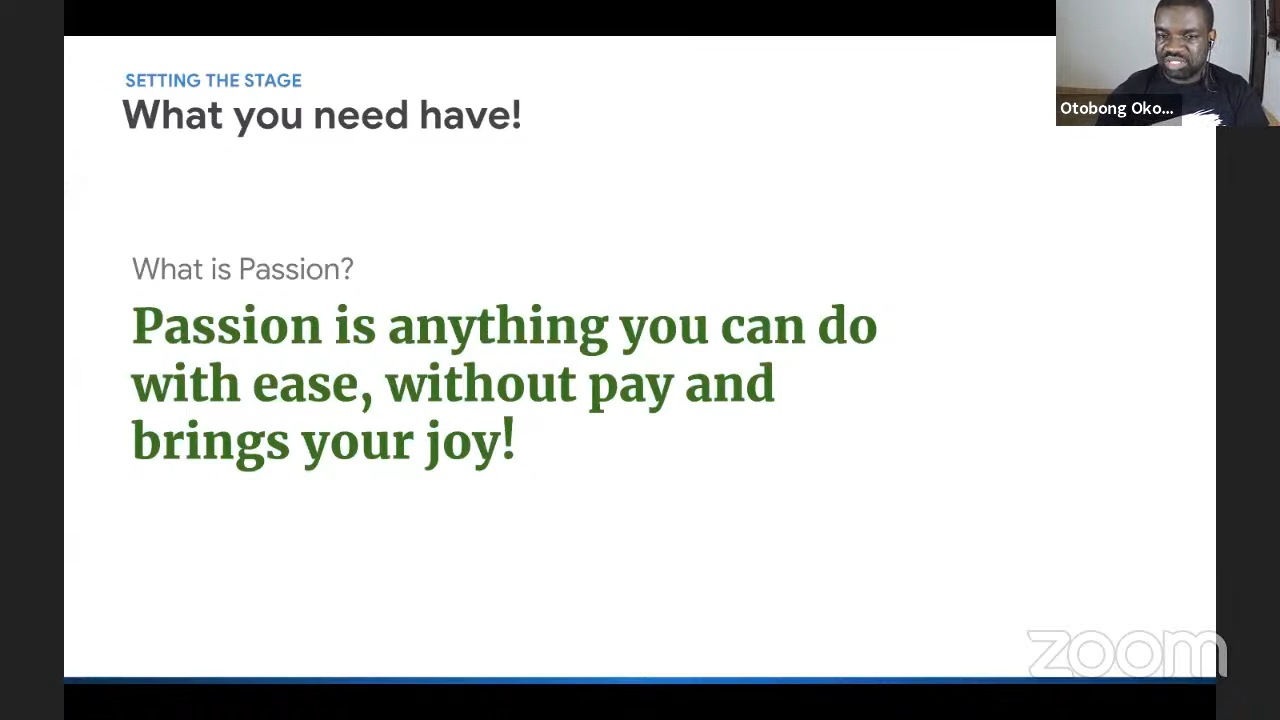 SETTING THE STAGE
What you need have!
Otobong Oko...
What is Passion?
Passion is anything you can do
with ease, without pay and
brings your joy!
zoom